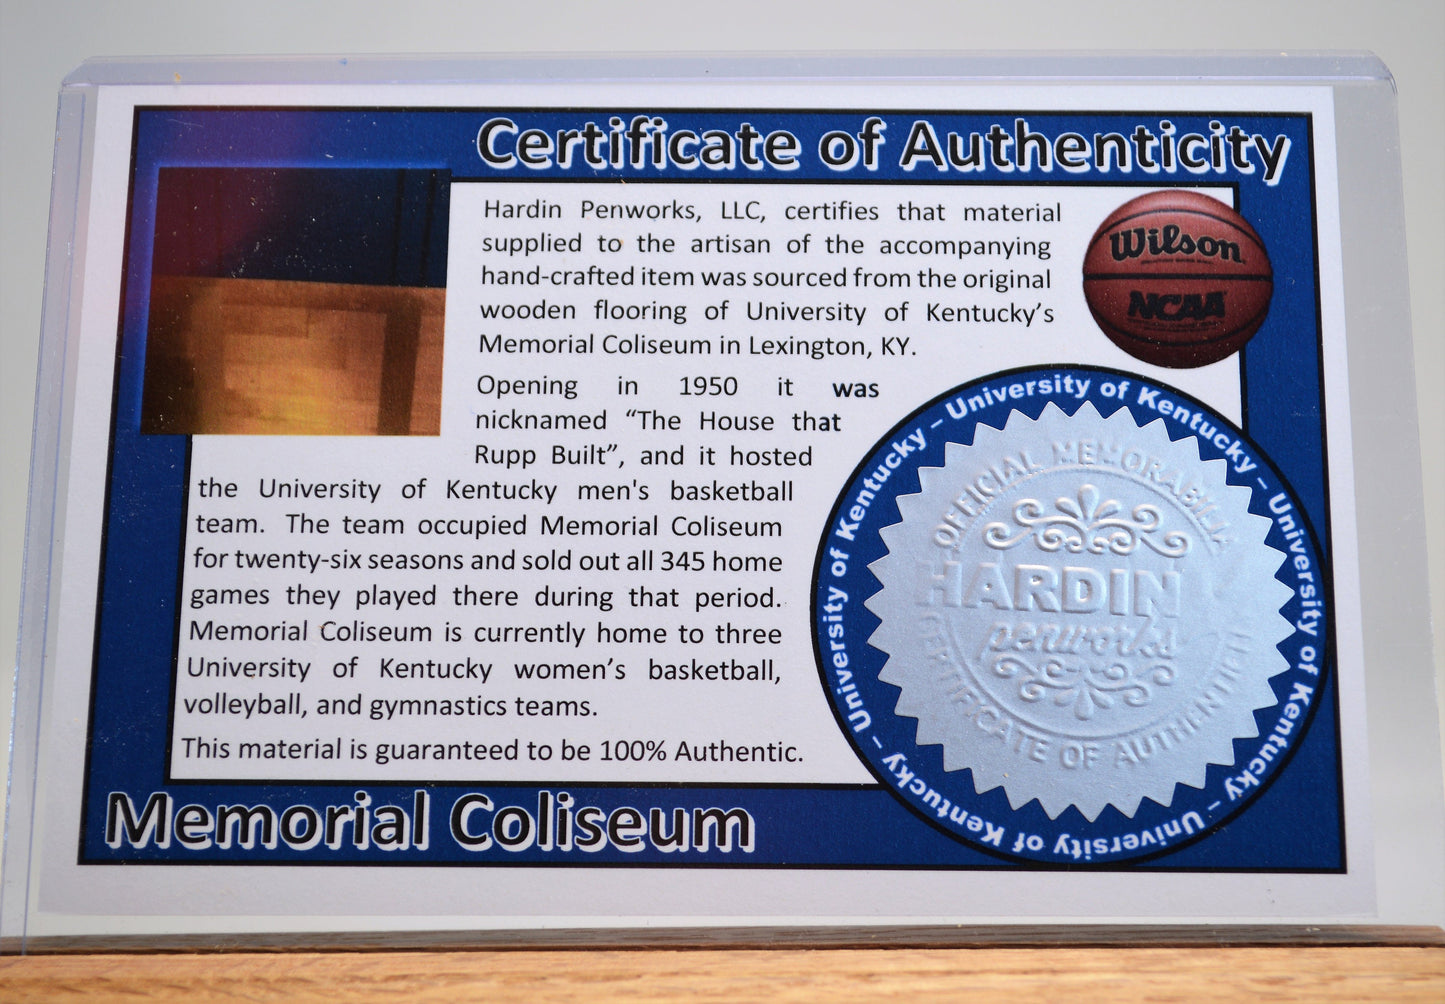 Certificate of Authenticity
Hardin Penworks, LLC, certifies that material
supplied to the artisan of the accompanying
hand-crafted item was sourced from the original
wooden flooring of University of Kentucky’s
Memorial Coliseum in Lexington, KY.
Wilson
NCAA
Opening in 1950 it was
nicknamed “The House that
Rupp Built”, and it hosted
the University of Kentucky men's basketball
team. The team occupied Memorial Coliseum
for twenty-six seasons and sold out all 345 home
games they played there during that period.
Memorial Coliseum is currently home to three
University of Kentucky women’s basketball,
volleyball, and gymnastics teams.
This material is guaranteed to be 100% Authentic.
University of Kentucky – University of Kentucky – University of Kentucky – University of Kentucky –
OFFICIAL MEMORABILIA
HARDIN
penworks
CERTIFICATE OF AUTHENTICITY
Memorial Coliseum